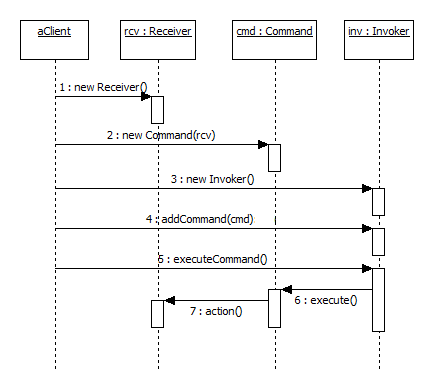 aClient
rcv : Receiver
cmd : Command
inv : Invoker
1 : new Receiver()
2 : new Command(rcv)
3 : new Invoker()
4 : addCommand(cmd)
5 : executeCommand()
6 : execute()
7 : action()